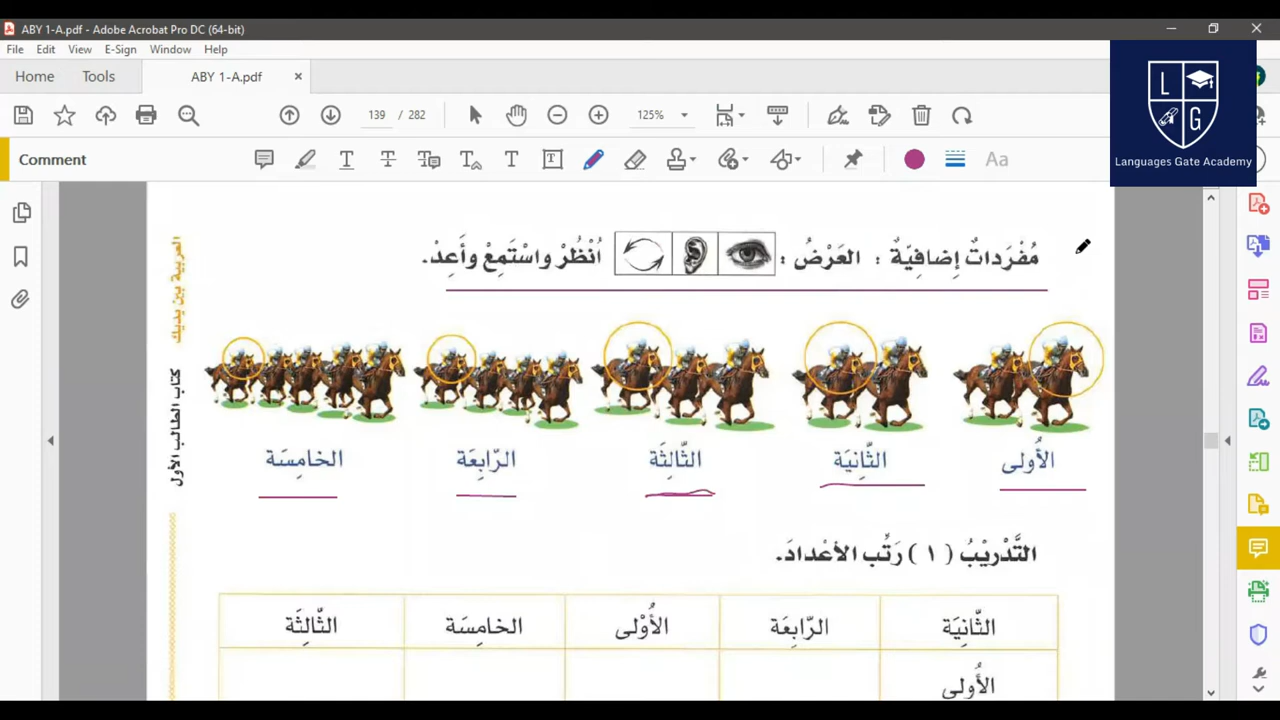 ABY 1-A.pdf - Adobe Acrobat Pro DC (64-bit)
File Edit View E-Sign Window Help
Home Tools ABY 1-A.pdf ×
139 / 282 125%
Comment
T T T T T Aa
L G
Languages Gate Academy
مُفْرَداتٌ إِضافِيّةٌ : العَرْضُ : اُنْظُرْ واسْتَمِعْ وأَعِدْ.
العربية بين يديك
كتاب الطالب الأول
الأُولى الثّانِيَة الثّالِثَة الرّابِعَة الخامِسَة
التَّدْرِيْبُ ( ١ ) رَتِّب الأعْدادَ.
الثّانِيَة الرّابِعَة الأُوْلى الخامِسَة الثّالِثَة
الأُولى